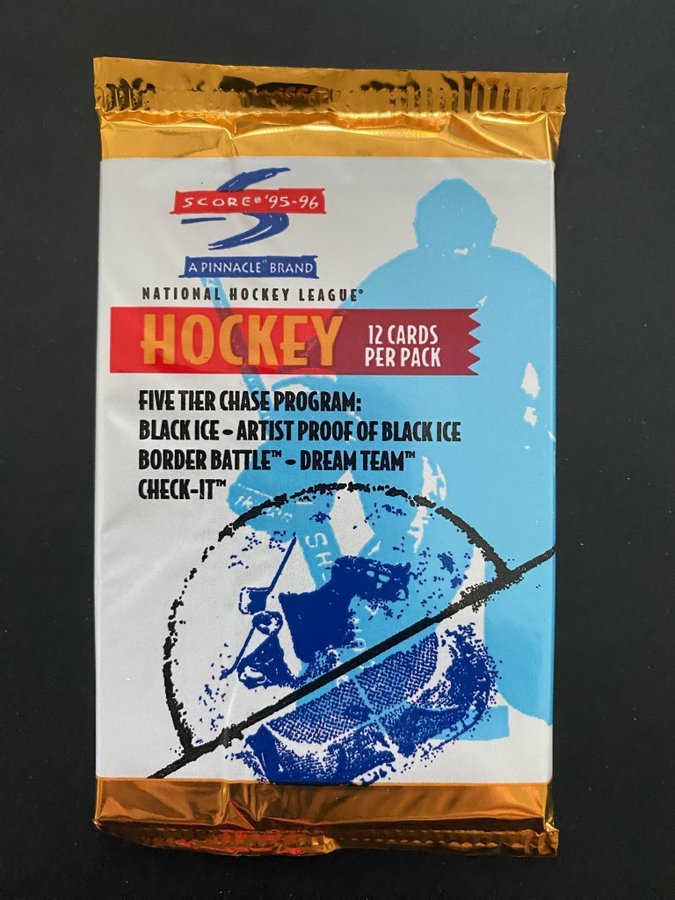 SCORE® '95-96
A PINNACLE™ BRAND
NATIONAL HOCKEY LEAGUE®
HOCKEY
12 CARDS
PER PACK
FIVE TIER CHASE PROGRAM:
BLACK ICE - ARTIST PROOF OF BLACK ICE
BORDER BATTLE™ - DREAM TEAM™
CHECK-IT™